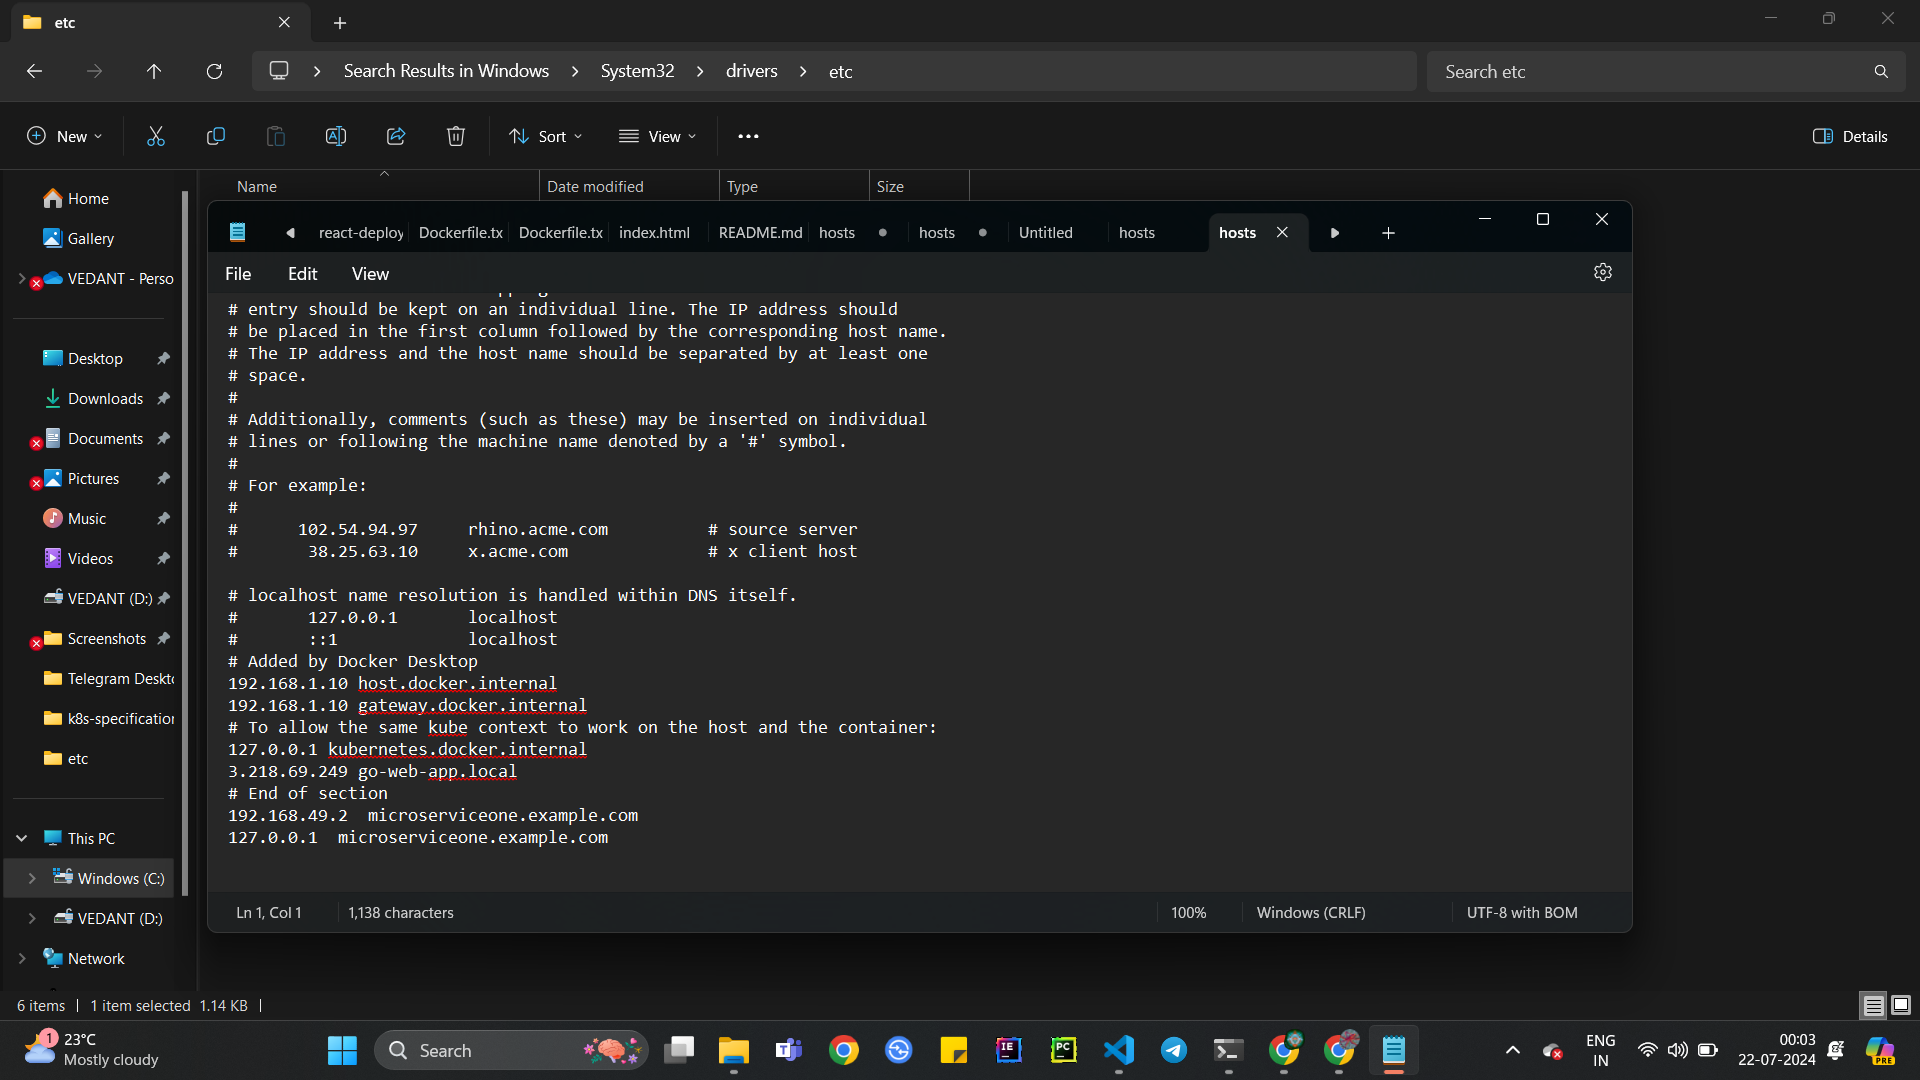 etc
Search Results in Windows
System32
drivers
etc
Search etc
New
Sort
View
Details
Home
Gallery
VEDANT - Perso
Desktop
Downloads
Documents
Pictures
Music
Videos
VEDANT (D:)
Screenshots
Telegram Deskt
k8s-specification
etc
This PC
Windows (C:)
VEDANT (D:)
Network
Name
Date modified
Type
Size
react-deploy
Dockerfile.tx
Dockerfile.tx
index.html
README.md
hosts
hosts
Untitled
hosts
hosts
File
Edit
View
# entry should be kept on an individual line. The IP address should
# be placed in the first column followed by the corresponding host name.
# The IP address and the host name should be separated by at least one
# space.
#
# Additionally, comments (such as these) may be inserted on individual
# lines or following the machine name denoted by a '#' symbol.
#
# For example:
#
#      102.54.94.97     rhino.acme.com          # source server
#       38.25.63.10     x.acme.com              # x client host
# localhost name resolution is handled within DNS itself.
#       127.0.0.1       localhost
#       ::1             localhost
# Added by Docker Desktop
192.168.1.10 host.docker.internal
192.168.1.10 gateway.docker.internal
# To allow the same kube context to work on the host and the container:
127.0.0.1 kubernetes.docker.internal
3.218.69.249 go-web-app.local
# End of section
192.168.49.2  microserviceone.example.com
127.0.0.1  microserviceone.example.com
Ln 1, Col 1
1,138 characters
100%
Windows (CRLF)
UTF-8 with BOM
6 items
1 item selected  1.14 KB
1
23°C
Mostly cloudy
Search
IE
PC
PRE
ENG
IN
00:03
22-07-2024